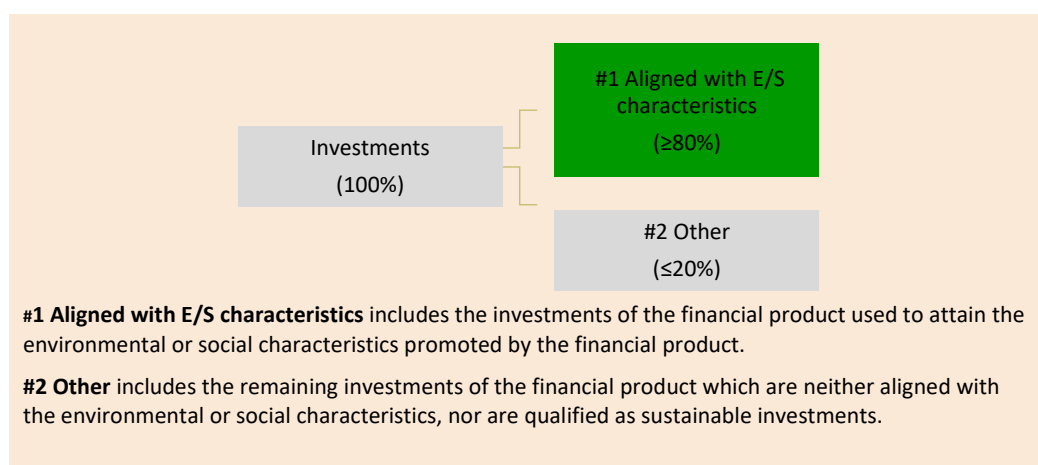 #1 Aligned with E/S
characteristics
(≥80%)
Investments
(100%)
#2 Other
(≤20%)
#1 Aligned with E/S characteristics includes the investments of the financial product used to attain the
environmental or social characteristics promoted by the financial product.
#2 Other includes the remaining investments of the financial product which are neither aligned with
the environmental or social characteristics, nor are qualified as sustainable investments.